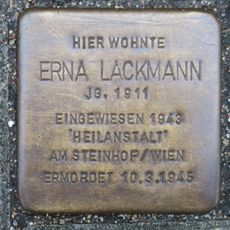 HIER WOHNTE
ERNA LACKMANN
JG. 1911
EINGEWIESEN 1943
"HEILANSTALT"
AM STEINHOF/WIEN
ERMORDET 10.3.1945